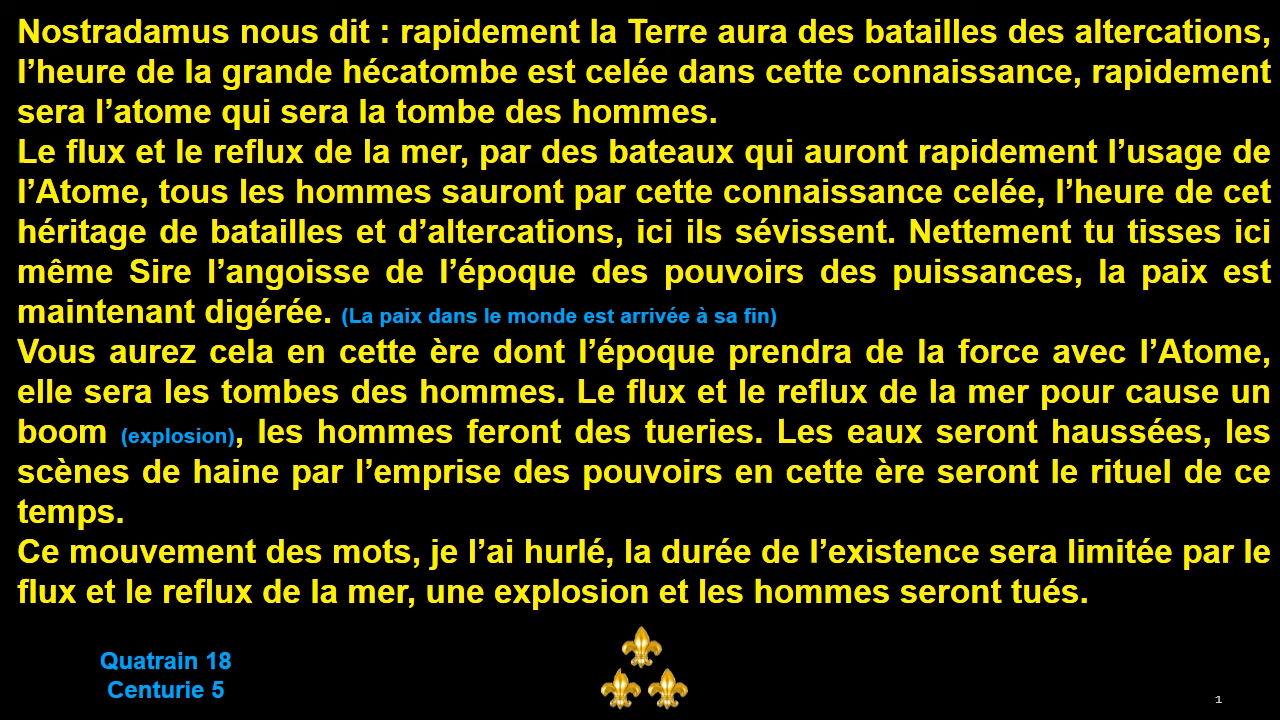 Nostradamus nous dit : rapidement la Terre aura des batailles des altercations,
l’heure de la grande hécatombe est celée dans cette connaissance, rapidement
sera l’atome qui sera la tombe des hommes.
Le flux et le reflux de la mer, par des bateaux qui auront rapidement l’usage de
l’Atome, tous les hommes sauront par cette connaissance celée, l’heure de cet
héritage de batailles et d’altercations, ici ils sévissent. Nettement tu tisses ici
même Sire l’angoisse de l’époque des pouvoirs des puissances, la paix est
maintenant digérée. (La paix dans le monde est arrivée à sa fin)
Vous aurez cela en cette ère dont l’époque prendra de la force avec l’Atome,
elle sera les tombes des hommes. Le flux et le reflux de la mer pour cause un
boom (explosion), les hommes feront des tueries. Les eaux seront haussées, les
scènes de haine par l’emprise des pouvoirs en cette ère seront le rituel de ce
temps.
Ce mouvement des mots, je l’ai hurlé, la durée de l’existence sera limitée par le
flux et le reflux de la mer, une explosion et les hommes seront tués.
Quatrain 18
Centurie 5
1